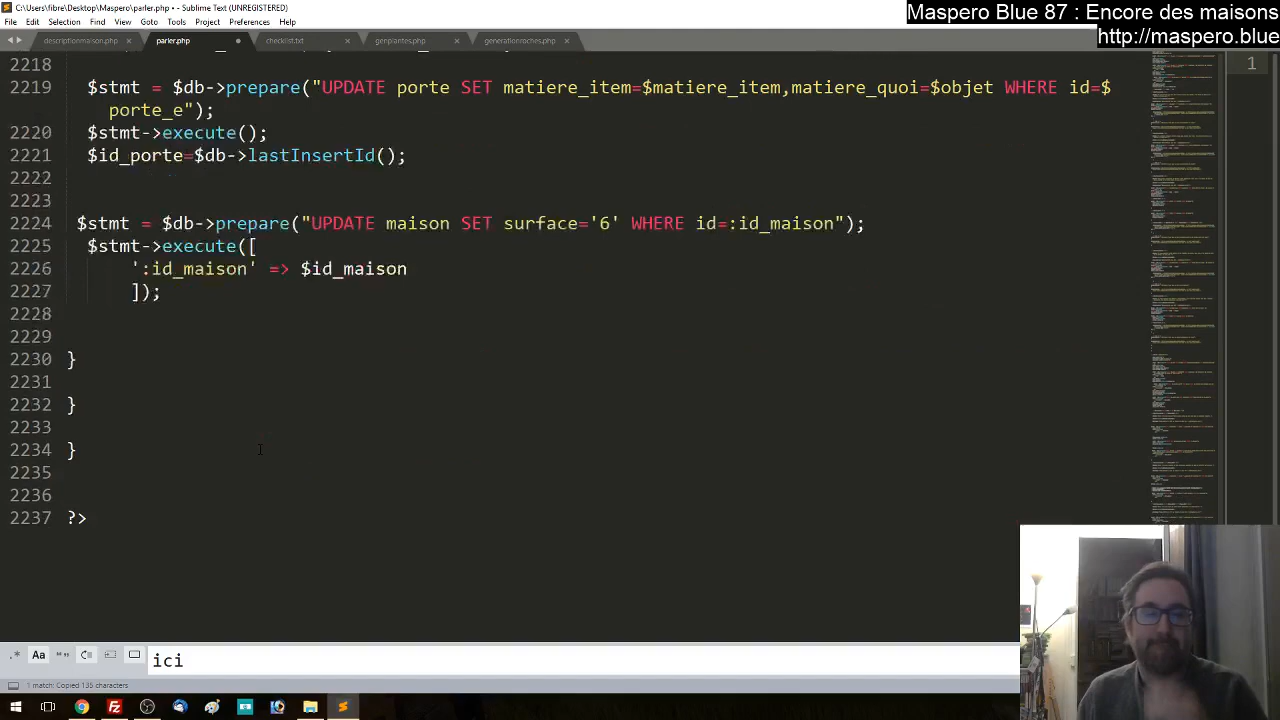 C:\Users\fibre\Desktop\Maspero\parler.php • - Sublime Text (UNREGISTERED)
Maspero Blue 87 : Encore des maisons
http://maspero.blue
File Edit Selection Find View Goto Tools Project Preferences Help
descriptionmaison.php × parler.php • checklist.txt × genplantes.php × generationroches.php ×
2218
2219 $stmt = $db->prepare("UPDATE porte SET matiere_item=$matiere_item,matiere_quoi=$objet WHERE id=$
porte_e");
2220 $stmt->execute();
2221 $id_porte=$db->lastInsertId();
2222
2223
2224 $stmt = $db->prepare("UPDATE maison SET surface='6' WHERE id=:id_maison");
2225 $stmt->execute([
2226 ':id_maison' => $id_maison
2227 ]);
2228
2229
2230 }
2231
2232 }
2233
2234 }
2235
2236
2237 ?>
1
.* Aa
ici
1 match: Copied 135 characters